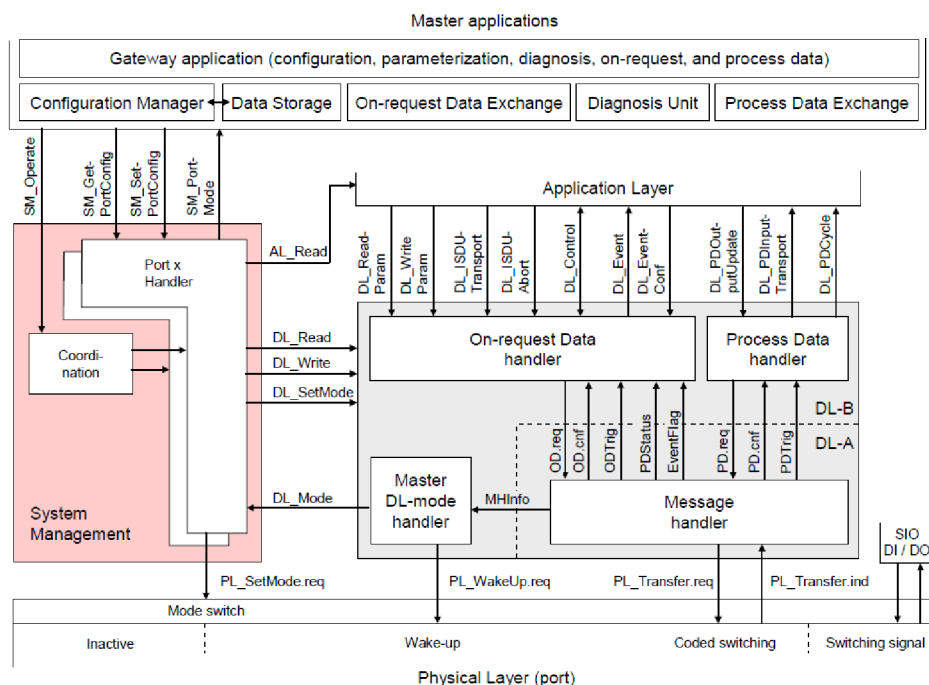 Master applications
Gateway application (configuration, parameterization, diagnosis, on-request, and process data)
Configuration Manager
Data Storage
On-request Data Exchange
Diagnosis Unit
Process Data Exchange
SM_Operate
SM_Get-
PortConfig
SM_Set-
PortConfig
SM_Port-
Mode
Application Layer
AL_Read
Port x
Handler
DL_Read-
Param
DL_Write
Param
DL_ISDU-
Transport
DL_ISDU-
Abort
DL_Control
DL_Event
DL_Event-
Conf
DL_PDOut-
putUpdate
DL_PDInput-
Transport
DL_PDCycle
Coordi-
nation
DL_Read
DL_Write
DL_SetMode
On-request Data
handler
Process Data
handler
DL-B
DL-A
OD.req
OD.cnf
ODTrig
PDStatus
EventFlag
PD.req
PD.cnf
PDTrig
System
Management
DL_Mode
Master
DL-mode
handler
MHInfo
Message
handler
SIO
DI / DO
PL_SetMode.req
PL_WakeUp.req
PL_Transfer.req
PL_Transfer.ind
Mode switch
Inactive
Wake-up
Coded switching
Switching signal
Physical Layer (port)